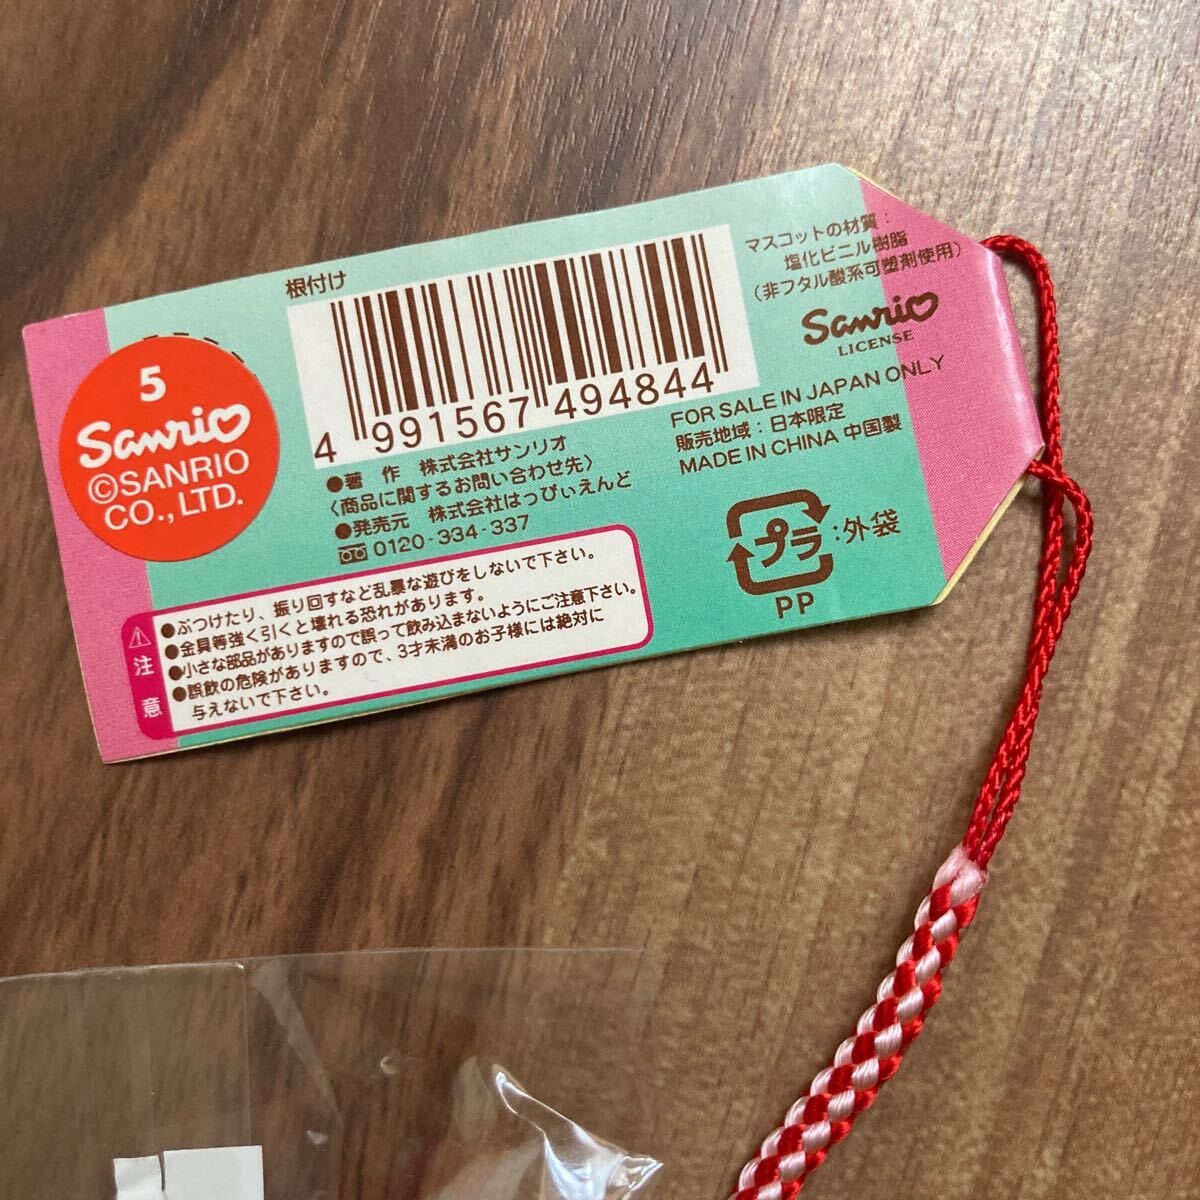 5
Sanrio
©SANRIO
CO., LTD.
根付け
4 991567 494844
●著 作 株式会社サンリオ
〈商品に関するお問い合わせ先〉
●発売元 株式会社はっぴぃえんど
0120-334-337
マスコットの材質:
塩化ビニル樹脂
(非フタル酸系可塑剤使用)
Sanrio
LICENSE
FOR SALE IN JAPAN ONLY
販売地域:日本限定
MADE IN CHINA 中国製
プラ:外袋
PP
注意
●ぶつけたり、振り回すなど乱暴な遊びをしないで下さい。
●金具等強く引くと壊れる恐れがあります。
●小さな部品がありますので誤って飲み込まないようにご注意下さい。
●誤飲の危険がありますので、3才未満のお子様には絶対に
与えないで下さい。